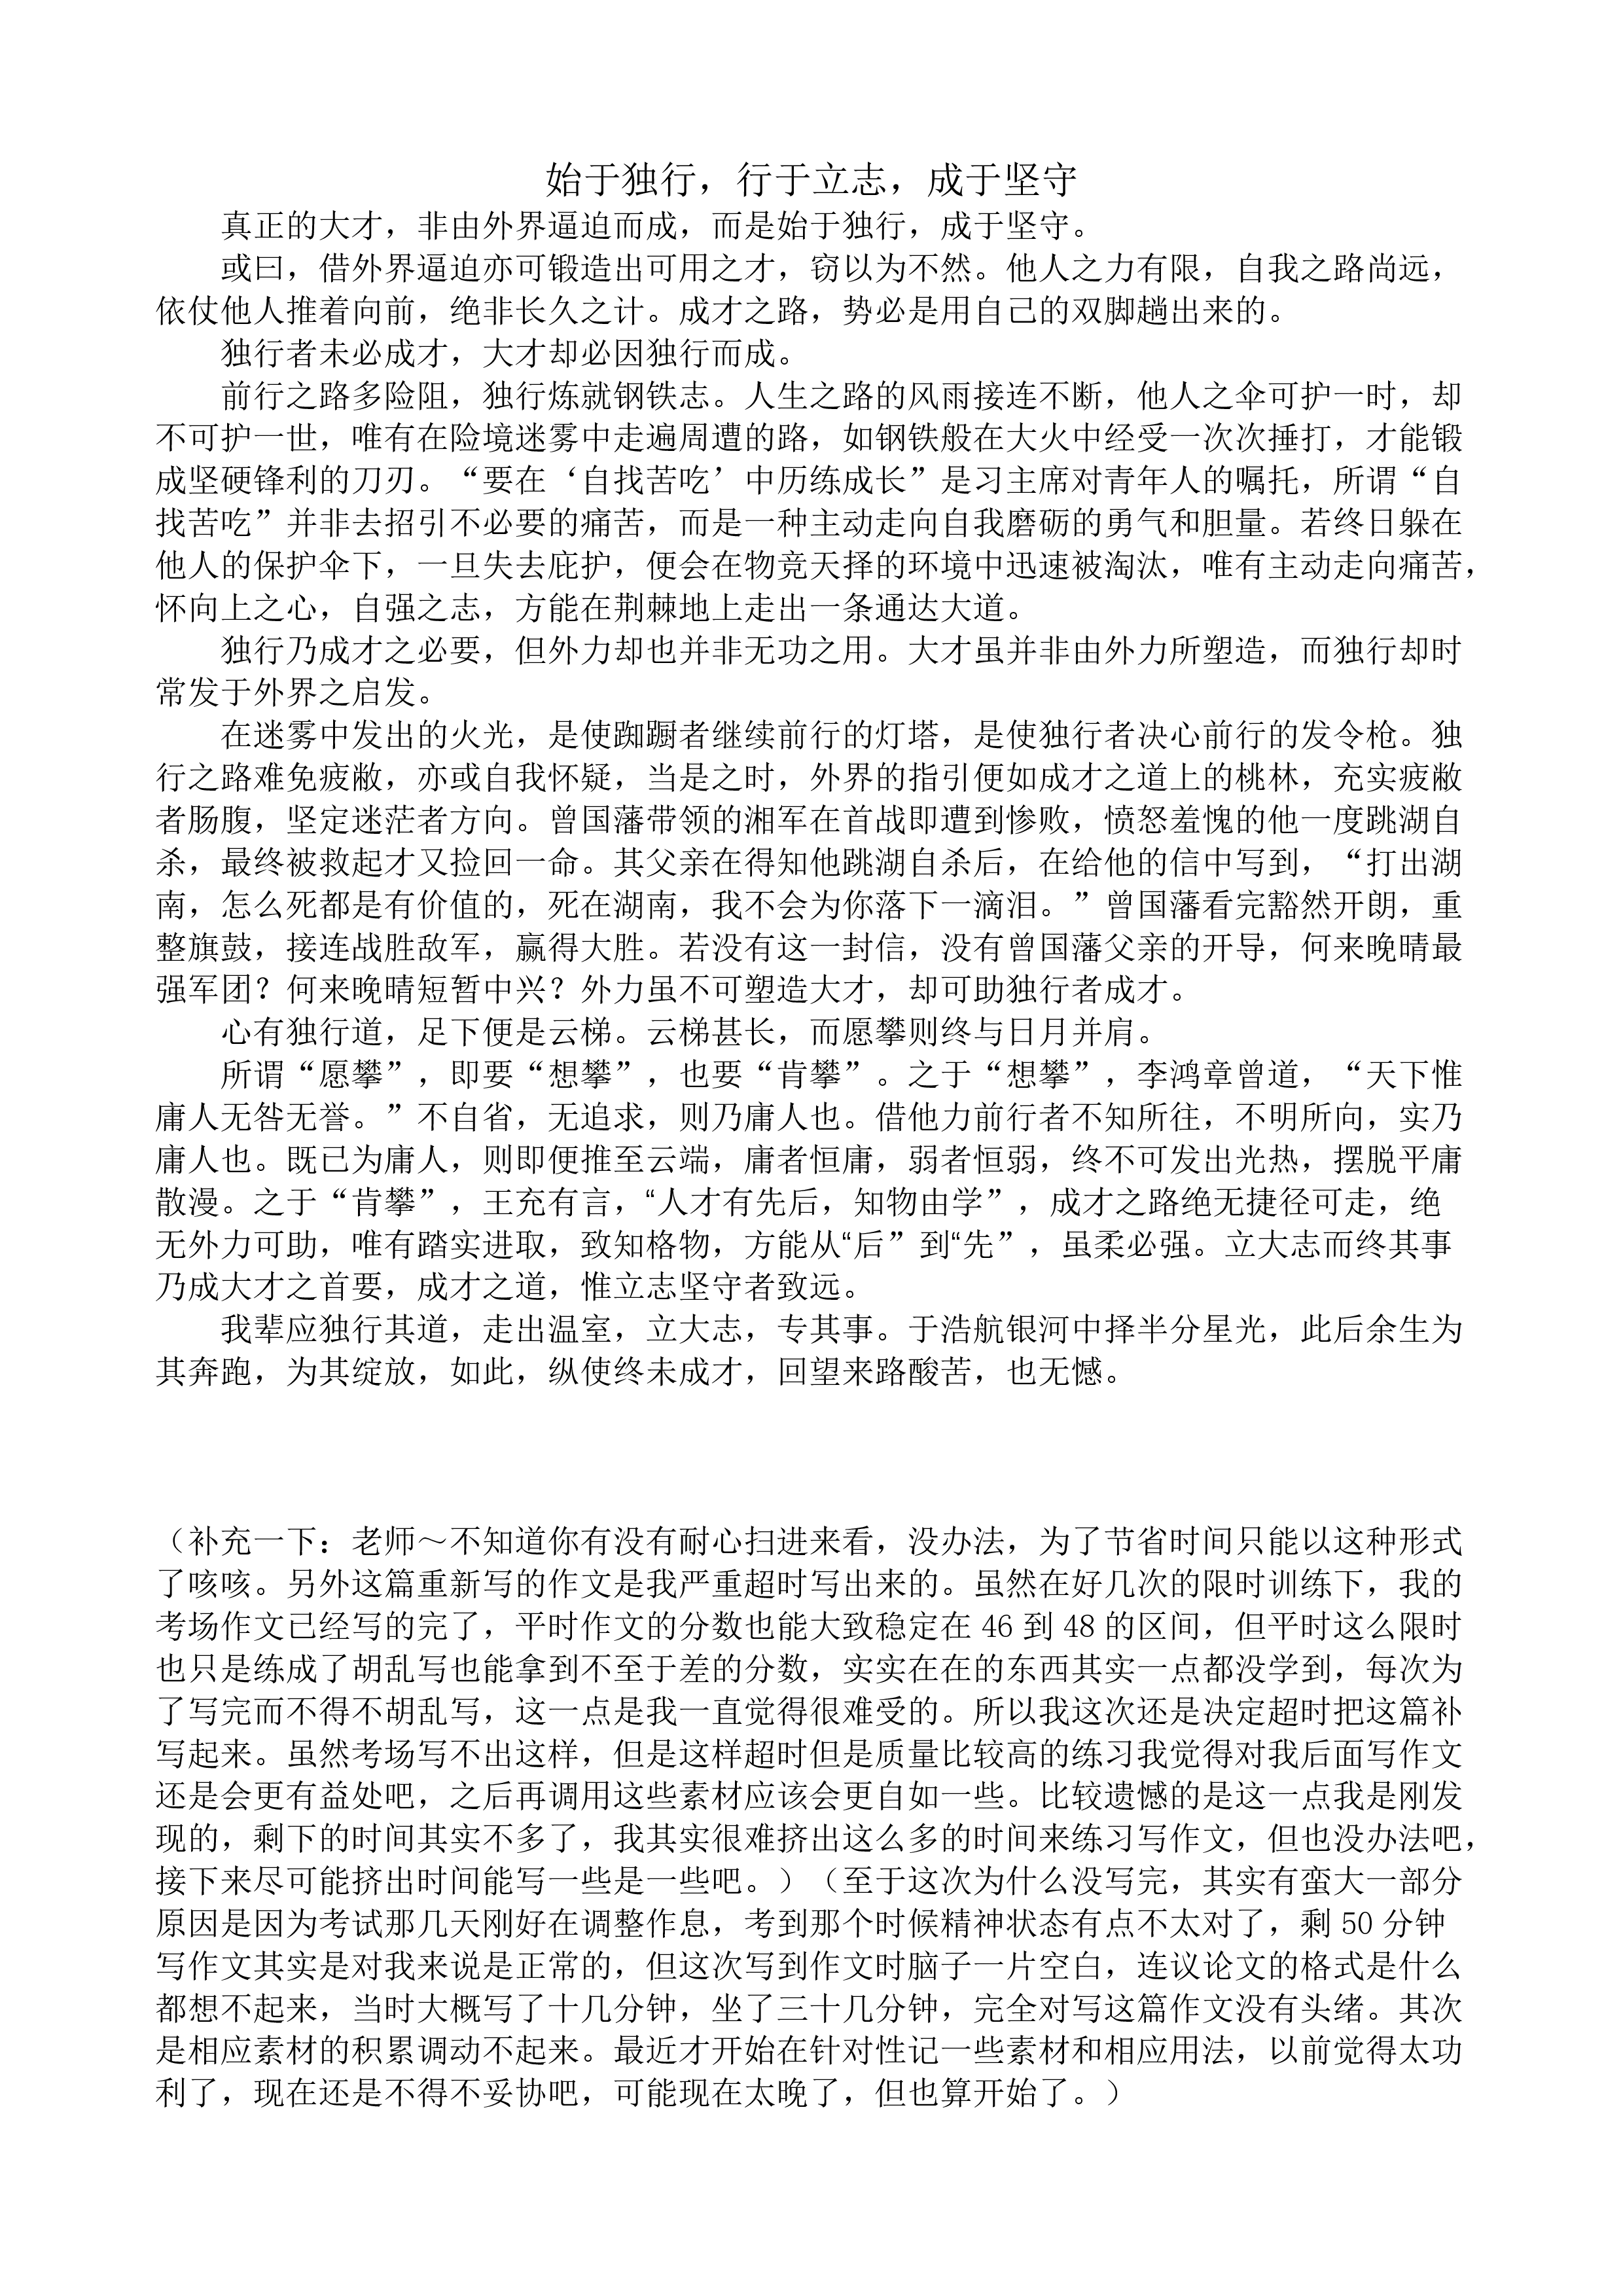 始于独行，行于立志，成于坚守
真正的大才，非由外界逼迫而成，而是始于独行，成于坚守。
或曰，借外界逼迫亦可锻造出可用之才，窃以为不然。他人之力有限，自我之路尚远，
依仗他人推着向前，绝非长久之计。成才之路，势必是用自己的双脚趟出来的。
独行者未必成才，大才却必因独行而成。
前行之路多险阻，独行炼就钢铁志。人生之路的风雨接连不断，他人之伞可护一时，却
不可护一世，唯有在险境迷雾中走遍周遭的路，如钢铁般在大火中经受一次次捶打，才能锻
成坚硬锋利的刀刃。“要在‘自找苦吃’中历练成长”是习主席对青年人的嘱托，所谓“自
找苦吃”并非去招引不必要的痛苦，而是一种主动走向自我磨砺的勇气和胆量。若终日躲在
他人的保护伞下，一旦失去庇护，便会在物竞天择的环境中迅速被淘汰，唯有主动走向痛苦，
怀向上之心，自强之志，方能在荆棘地上走出一条通达大道。
独行乃成才之必要，但外力却也并非无功之用。大才虽并非由外力所塑造，而独行却时
常发于外界之启发。
在迷雾中发出的火光，是使踟蹰者继续前行的灯塔，是使独行者决心前行的发令枪。独
行之路难免疲敝，亦或自我怀疑，当是之时，外界的指引便如成才之道上的桃林，充实疲敝
者肠腹，坚定迷茫者方向。曾国藩带领的湘军在首战即遭到惨败，愤怒羞愧的他一度跳湖自
杀，最终被救起才又捡回一命。其父亲在得知他跳湖自杀后，在给他的信中写到，“打出湖
南，怎么死都是有价值的，死在湖南，我不会为你落下一滴泪。”曾国藩看完豁然开朗，重
整旗鼓，接连战胜敌军，赢得大胜。若没有这一封信，没有曾国藩父亲的开导，何来晚晴最
强军团？何来晚晴短暂中兴？外力虽不可塑造大才，却可助独行者成才。
心有独行道，足下便是云梯。云梯甚长，而愿攀则终与日月并肩。
所谓“愿攀”，即要“想攀”，也要“肯攀”。之于“想攀”，李鸿章曾道，“天下惟
庸人无咎无誉。”不自省，无追求，则乃庸人也。借他力前行者不知所往，不明所向，实乃
庸人也。既已为庸人，则即便推至云端，庸者恒庸，弱者恒弱，终不可发出光热，摆脱平庸
散漫。之于“肯攀”，王充有言，“人才有先后，知物由学”，成才之路绝无捷径可走，绝
无外力可助，唯有踏实进取，致知格物，方能从“后”到“先”，虽柔必强。立大志而终其事
乃成大才之首要，成才之道，惟立志坚守者致远。
我辈应独行其道，走出温室，立大志，专其事。于浩航银河中择半分星光，此后余生为
其奔跑，为其绽放，如此，纵使终未成才，回望来路酸苦，也无憾。
（补充一下：老师～不知道你有没有耐心扫进来看，没办法，为了节省时间只能以这种形式
了咳咳。另外这篇重新写的作文是我严重超时写出来的。虽然在好几次的限时训练下，我的
考场作文已经写的完了，平时作文的分数也能大致稳定在 46 到 48 的区间，但平时这么限时
也只是练成了胡乱写也能拿到不至于差的分数，实实在在的东西其实一点都没学到，每次为
了写完而不得不胡乱写，这一点是我一直觉得很难受的。所以我这次还是决定超时把这篇补
写起来。虽然考场写不出这样，但是这样超时但是质量比较高的练习我觉得对我后面写作文
还是会更有益处吧，之后再调用这些素材应该会更自如一些。比较遗憾的是这一点我是刚发
现的，剩下的时间其实不多了，我其实很难挤出这么多的时间来练习写作文，但也没办法吧，
接下来尽可能挤出时间能写一些是一些吧。）（至于这次为什么没写完，其实有蛮大一部分
原因是因为考试那几天刚好在调整作息，考到那个时候精神状态有点不太对了，剩 50 分钟
写作文其实是对我来说是正常的，但这次写到作文时脑子一片空白，连议论文的格式是什么
都想不起来，当时大概写了十几分钟，坐了三十几分钟，完全对写这篇作文没有头绪。其次
是相应素材的积累调动不起来。最近才开始在针对性记一些素材和相应用法，以前觉得太功
利了，现在还是不得不妥协吧，可能现在太晚了，但也算开始了。）